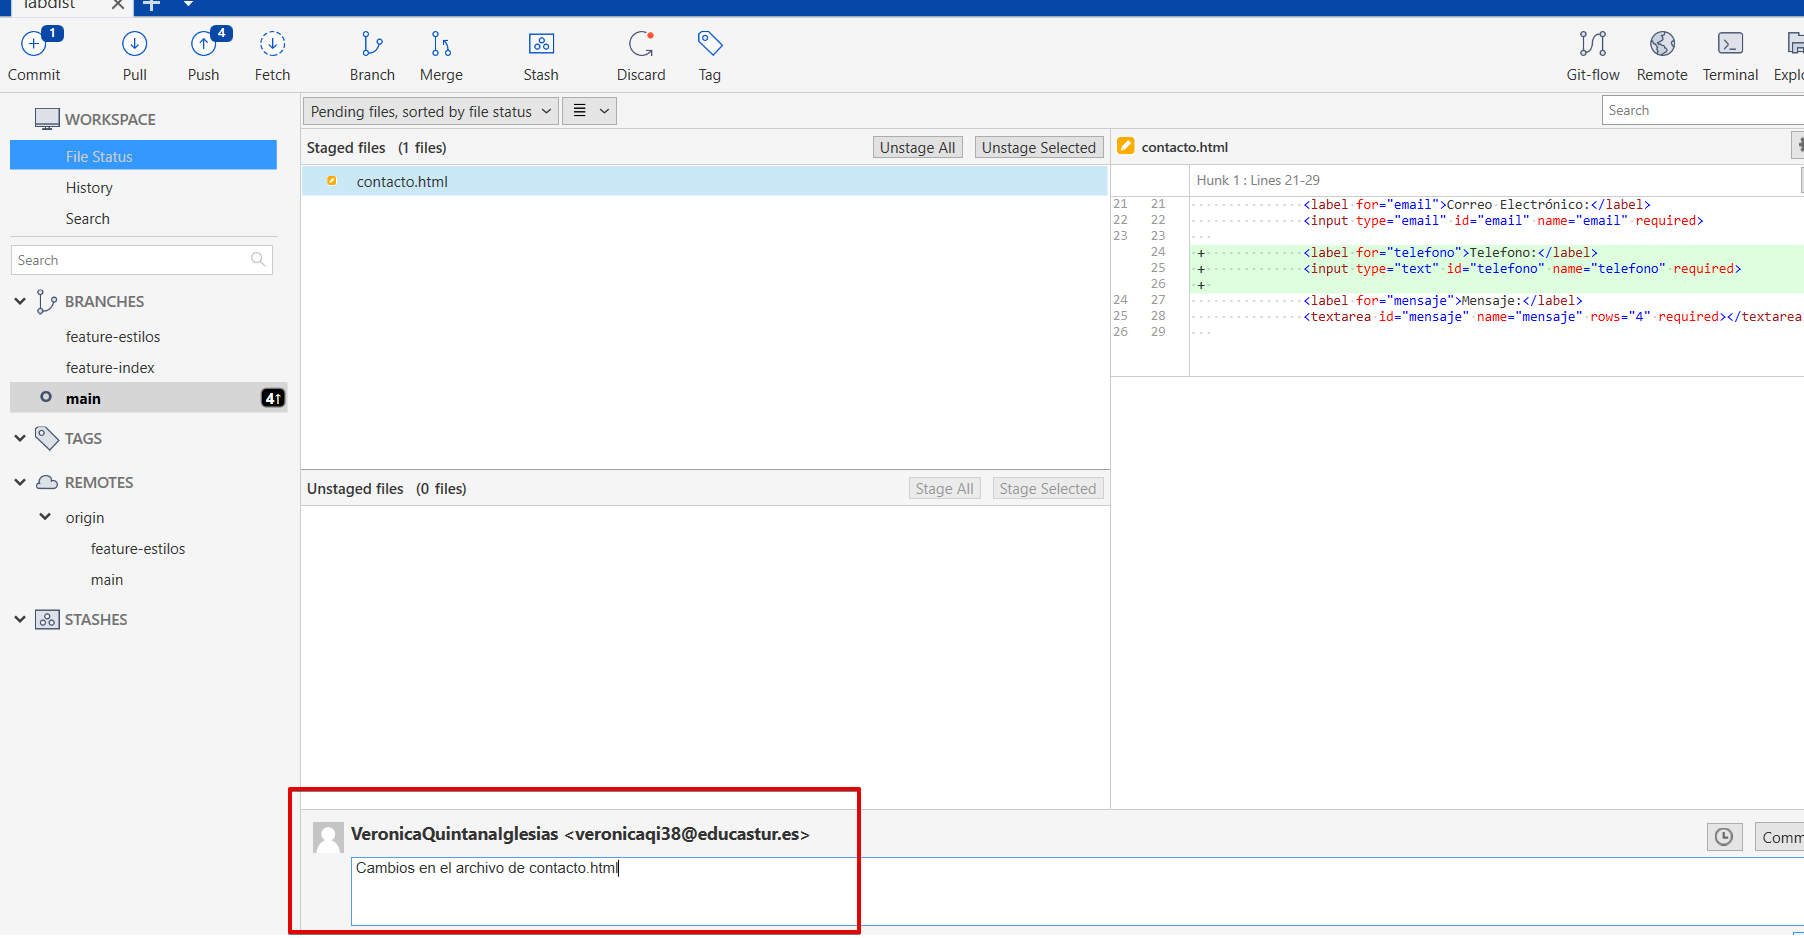 labdist
1
4
Commit
Pull
Push
Fetch
Branch
Merge
Stash
Discard
Tag
Git-flow
Remote
Terminal
WORKSPACE
File Status
History
Search
Search
BRANCHES
feature-estilos
feature-index
main
4↑
TAGS
REMOTES
origin
feature-estilos
main
STASHES
Pending files, sorted by file status
Search
Staged files (1 files)
Unstage All
Unstage Selected
contacto.html
Unstaged files (0 files)
Stage All
Stage Selected
contacto.html
Hunk 1 : Lines 21-29
21 21 <label for="email">Correo Electrónico:</label>
22 22 <input type="email" id="email" name="email" required>
23 23
24 + <label for="telefono">Telefono:</label>
25 + <input type="text" id="telefono" name="telefono" required>
26 +
24 27 <label for="mensaje">Mensaje:</label>
25 28 <textarea id="mensaje" name="mensaje" rows="4" required></textarea
26 29
VeronicaQuintanaIglesias <veronicaqi38@educastur.es>
Comm
Cambios en el archivo de contacto.html